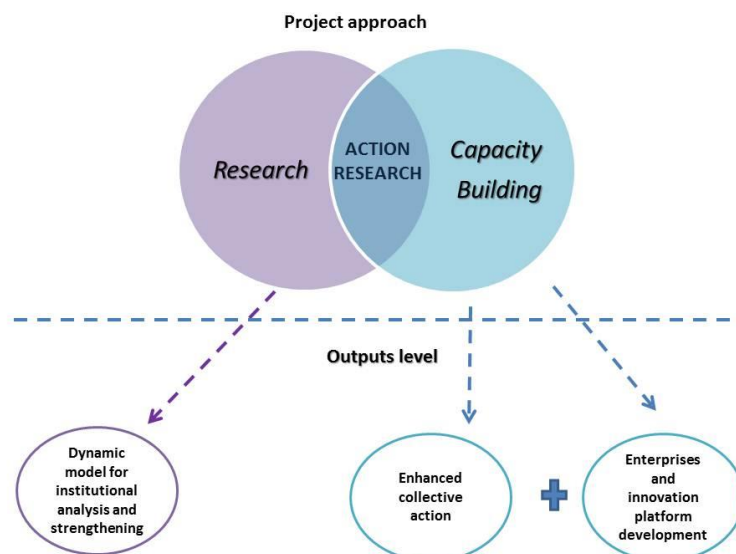 Project approach
Research
ACTION
RESEARCH
Capacity
Building
Outputs level
Dynamic
model for
institutional
analysis and
strengthening
Enhanced
collective
action
Enterprises
and
innovation
platform
development